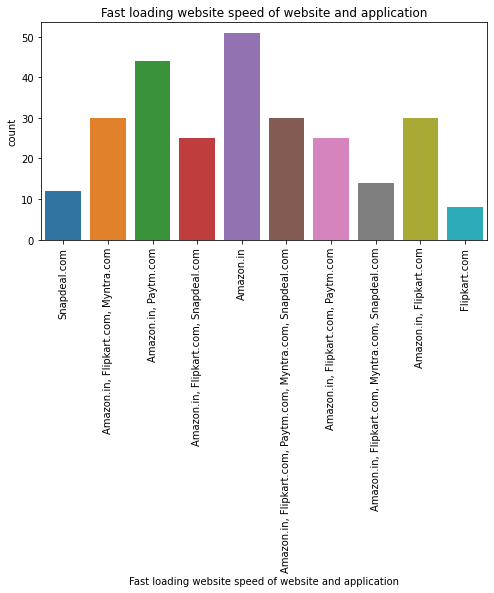 Fast loading website speed of website and application
50
40
30
20
10
0
count
Snapdeal.com
Amazon.in, Flipkart.com, Myntra.com
Amazon.in, Paytm.com
Amazon.in, Flipkart.com, Snapdeal.com
Amazon.in
Amazon.in, Flipkart.com, Paytm.com, Myntra.com, Snapdeal.com
Amazon.in, Flipkart.com, Paytm.com
Amazon.in, Flipkart.com, Myntra.com, Snapdeal.com
Amazon.in, Flipkart.com
Flipkart.com
Fast loading website speed of website and application